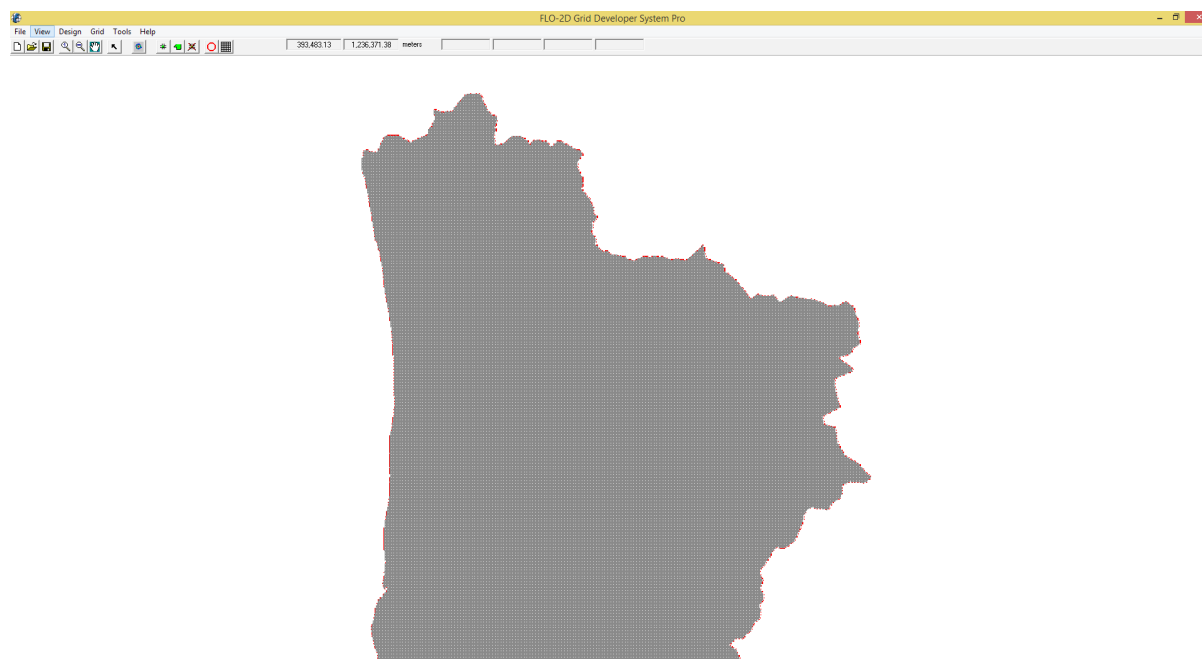 FLO-2D Grid Developer System Pro
File View Design Grid Tools Help
393,483.13 1,236,371.38 meters